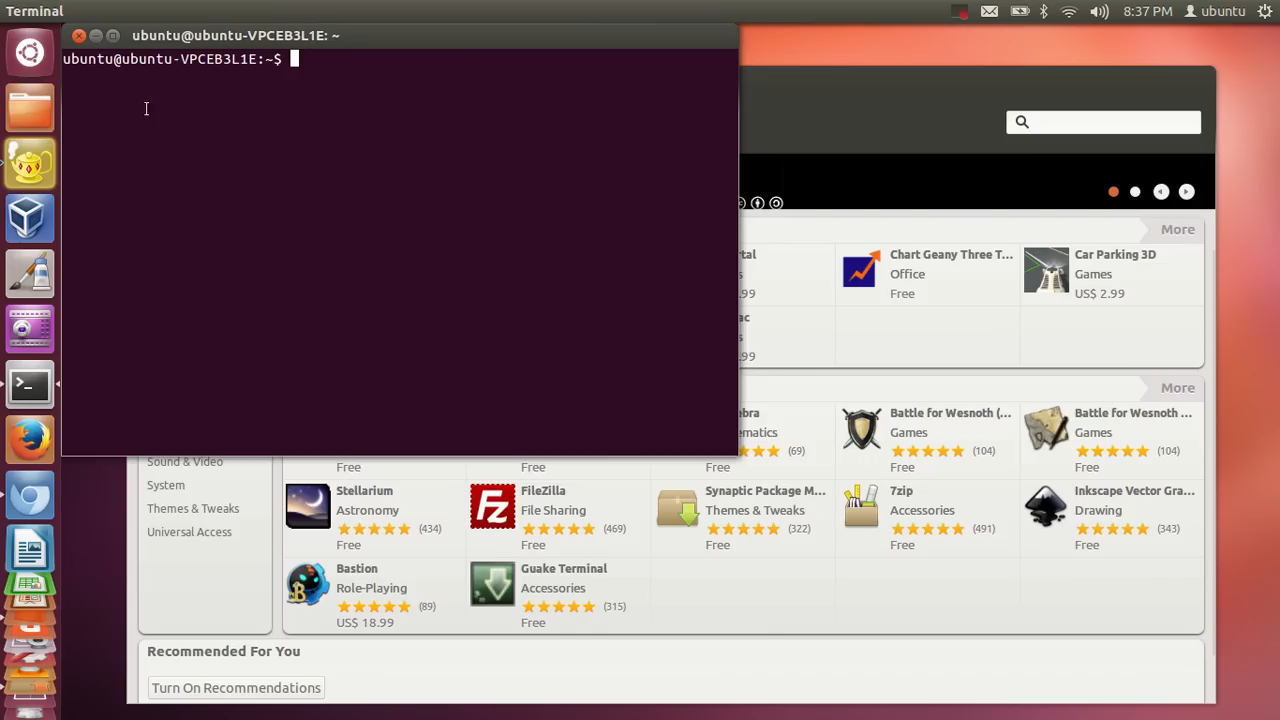 Terminal
8:37 PM
ubuntu
ubuntu@ubuntu-VPCEB3L1E: ~
ubuntu@ubuntu-VPCEB3L1E:~$
More
Chart Geany Three T...
Office
Free
Car Parking 3D
Games
US$ 2.99
.99
.99
More
Battle for Wesnoth (...
Games
(104)
Free
Battle for Wesnoth ...
Games
(104)
Free
(69)
Free
Free
Free
Sound & Video
System
Themes & Tweaks
Universal Access
Stellarium
Astronomy
(434)
Free
FileZilla
File Sharing
(469)
Free
Synaptic Package M...
Themes & Tweaks
(322)
Free
7zip
Accessories
(491)
Free
Inkscape Vector Gra...
Drawing
(343)
Free
Bastion
Role-Playing
(89)
US$ 18.99
Guake Terminal
Accessories
(315)
Free
Recommended For You
Turn On Recommendations